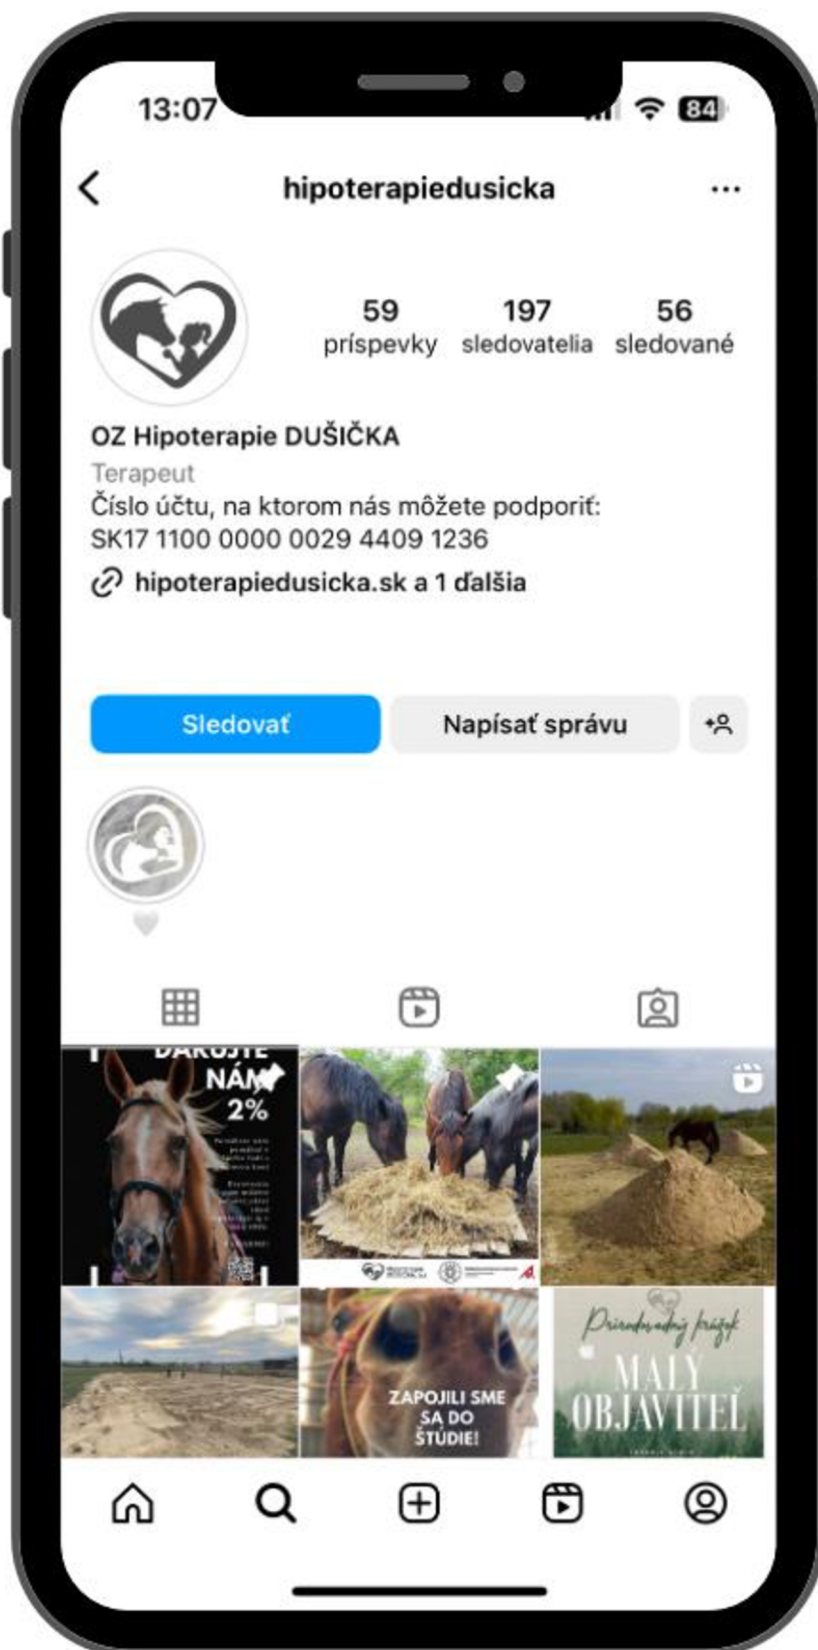 13:07
84
hipoterapiedusicka
59
príspevky
197
sledovatelia
56
sledované
OZ Hipoterapie DUŠIČKA
Terapeut
Číslo účtu, na ktorom nás môžete podporiť:
SK17 1100 0000 0029 4409 1236
hipoterapiedusicka.sk a 1 ďalšia
Sledovať
Napísať správu
DARUJTE
NÁM
2%
ZAPOJILI SME
SA DO
ŠTÚDIE!
Prírodovedný krúžok
MALÝ
OBJAVITEĽ